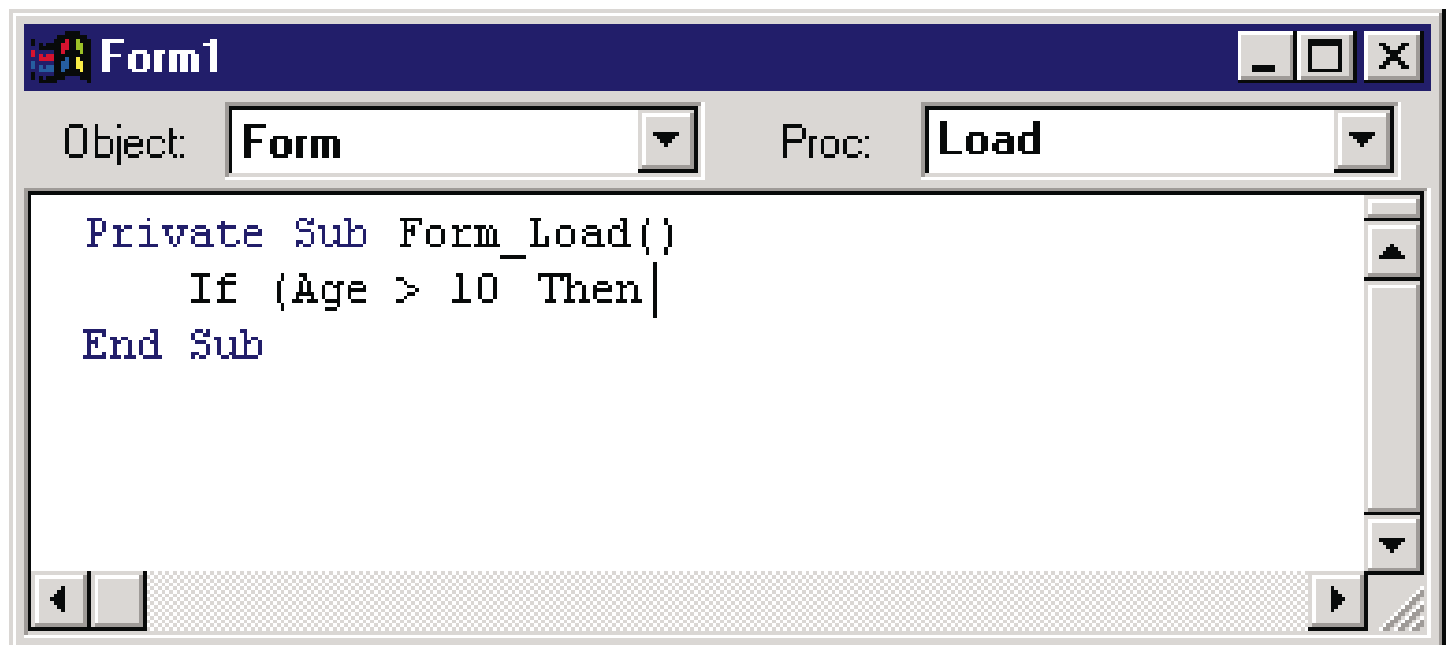 Form1
Object: Form Proc: Load
Private Sub Form_Load()
If (Age > 10 Then
End Sub